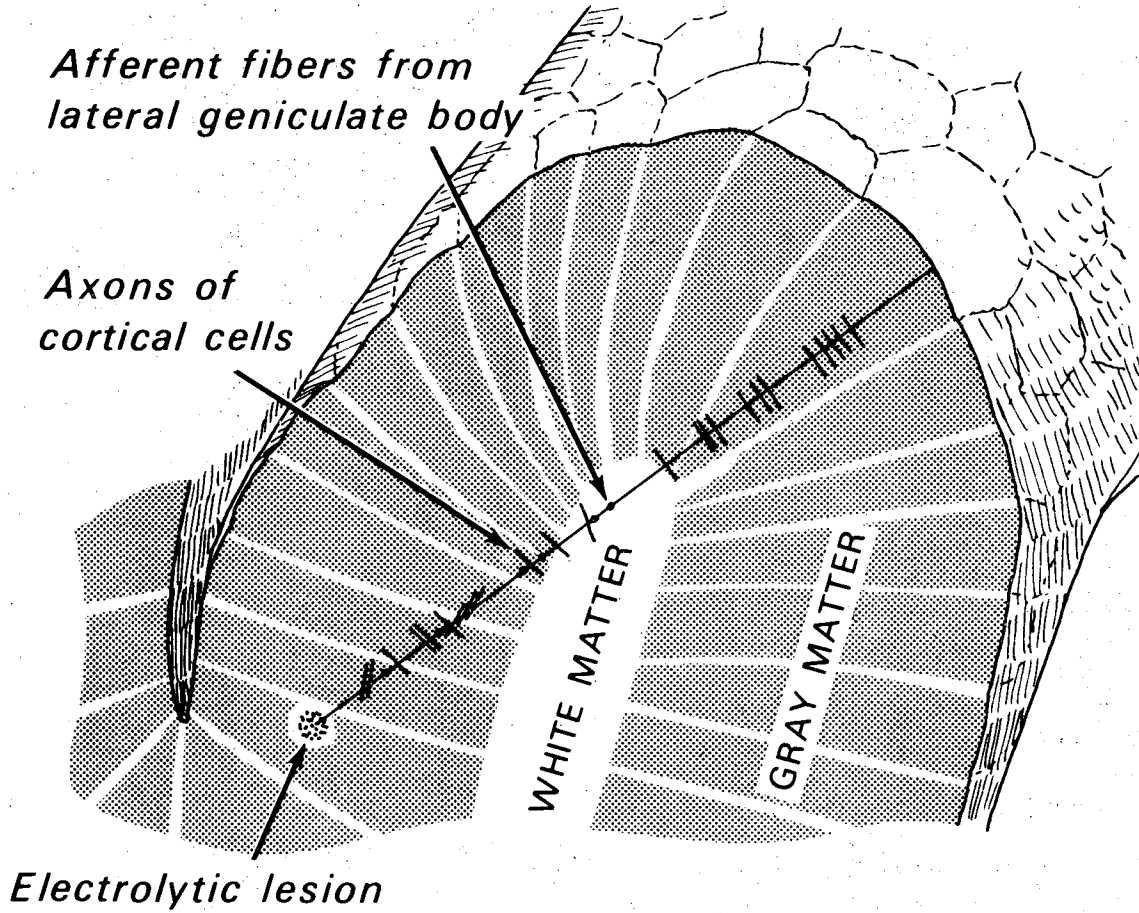 Afferent fibers from
lateral geniculate body
Axons of
cortical cells
WHITE MATTER
GRAY MATTER
Electrolytic lesion